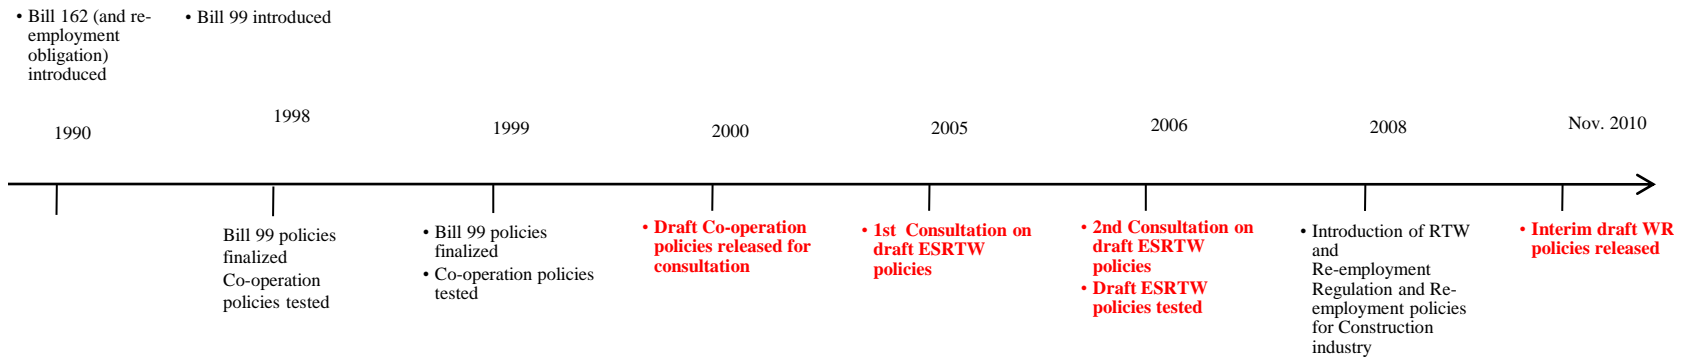 • Bill 162 (and re-
employment
obligation)
introduced
• Bill 99 introduced
1990
1998
1999
2000
2005
2006
2008
Nov. 2010
Bill 99 policies
finalized
Co-operation
policies tested
• Bill 99 policies
finalized
• Co-operation policies
tested
• Draft Co-operation
policies released for
consultation
• 1st Consultation on
draft ESRTW
policies
• 2nd Consultation on
draft ESRTW
policies
• Draft ESRTW
policies tested
• Introduction of RTW
and
Re-employment
Regulation and Re-
employment policies
for Construction
industry
• Interim draft WR
policies released